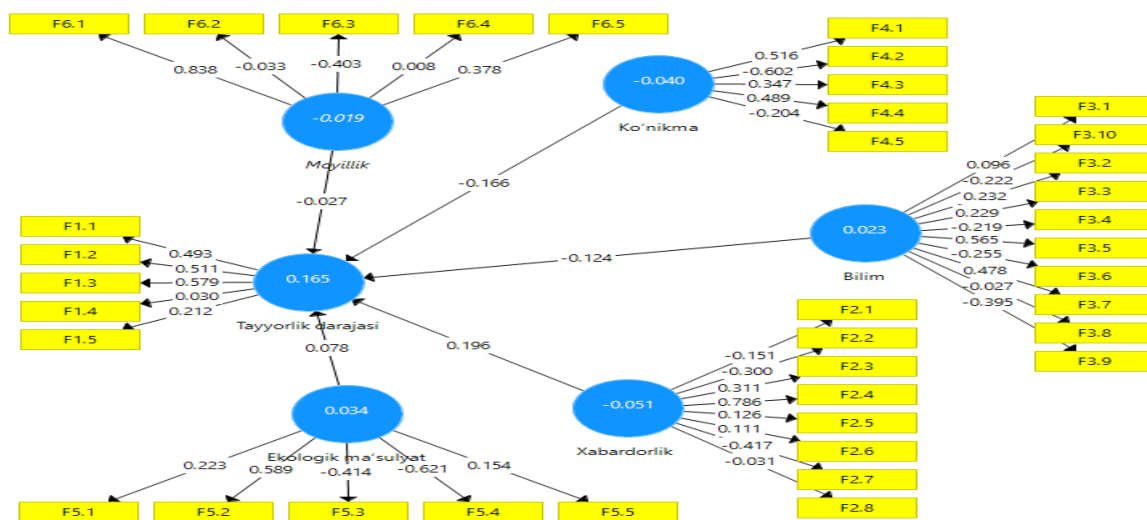 F6.1
F6.2
F6.3
F6.4
F6.5
0.838
-0.033
-0.403
0.008
0.378
-0.019
Moyillik
-0.027
F4.1
F4.2
F4.3
F4.4
F4.5
0.516
-0.602
0.347
0.489
-0.204
-0.040
Ko‘nikma
-0.166
F3.1
F3.10
F3.2
F3.3
F3.4
F3.5
F3.6
F3.7
F3.8
F3.9
0.096
-0.222
0.232
0.229
-0.219
0.565
-0.255
0.478
-0.027
-0.395
0.023
Bilim
-0.124
F1.1
F1.2
F1.3
F1.4
F1.5
0.493
0.511
0.579
0.030
0.212
0.165
Tayyorlik darajasi
0.078
0.196
F2.1
F2.2
F2.3
F2.4
F2.5
F2.6
F2.7
F2.8
-0.151
-0.300
0.311
0.786
0.126
0.111
-0.417
-0.031
-0.051
Xabardorlik
0.034
Ekologik ma’sulyat
0.223
0.589
-0.414
-0.621
0.154
F5.1
F5.2
F5.3
F5.4
F5.5